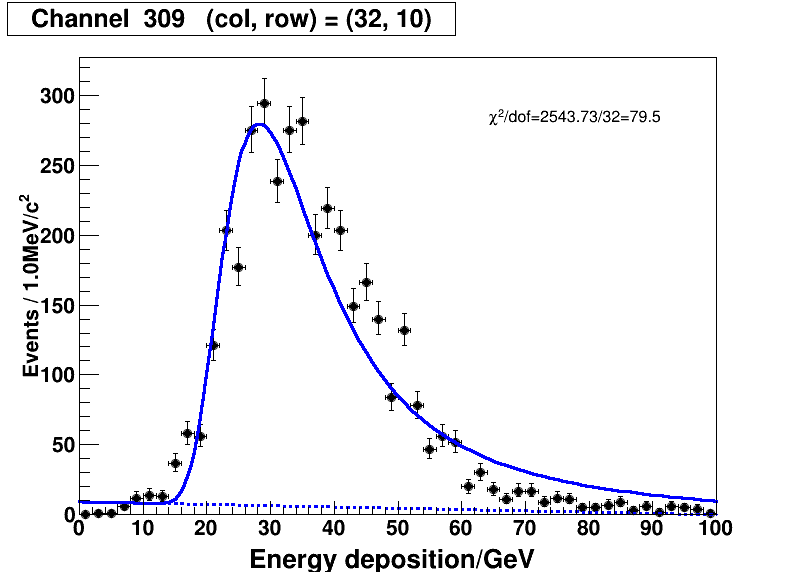 Channel 309 (col, row) = (32, 10)
χ²/dof=2543.73/32=79.5
Events / 1.0MeV/c²
300
250
200
150
100
50
0
0 10 20 30 40 50 60 70 80 90 100
Energy deposition/GeV